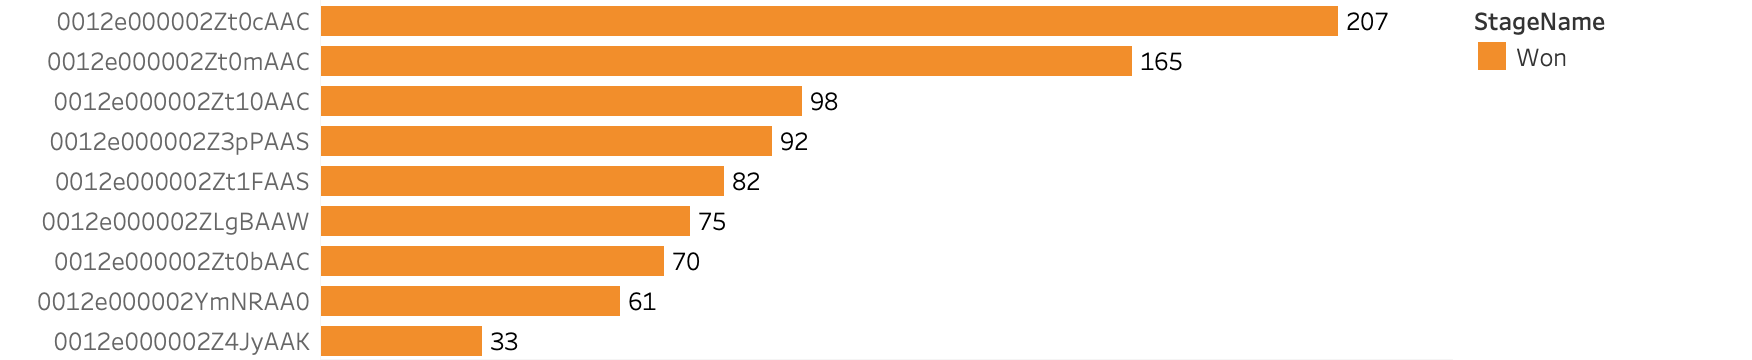 0012e000002Zt0cAAC 207
0012e000002Zt0mAAC 165
0012e000002Zt10AAC 98
0012e000002Z3pPAAS 92
0012e000002Zt1FAAS 82
0012e000002ZLgBAAW 75
0012e000002Zt0bAAC 70
0012e000002YmNRAA0 61
0012e000002Z4JyAAK 33
StageName
Won